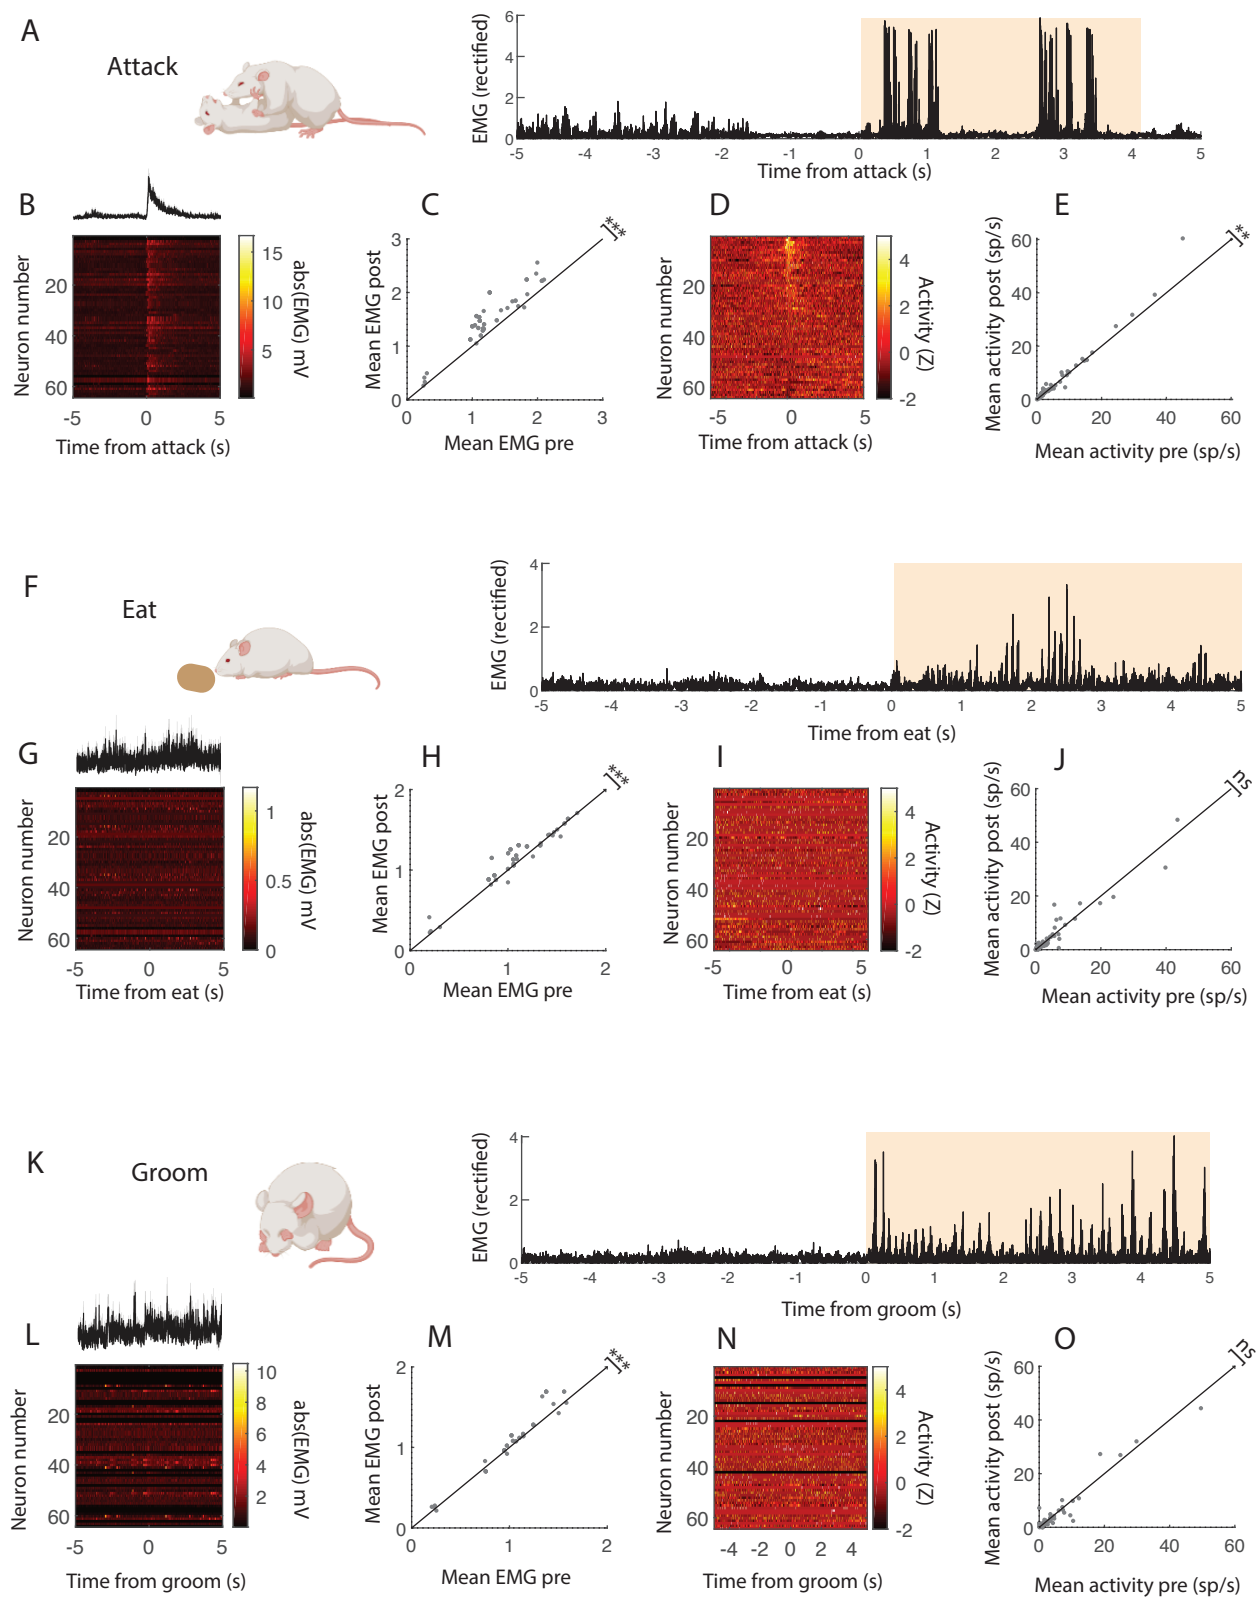 A
Attack
EMG (rectified)
6
4
2
0
-5 -4 -3 -2 -1 0 1 2 3 4 5
Time from attack (s)
B
Neuron number
20
40
60
-5 0 5
Time from attack (s)
15
10
5
abs(EMG) mV
C
Mean EMG post
3
2
1
0
0 1 2 3
Mean EMG pre
***
D
Neuron number
20
40
60
-5 0 5
Time from attack (s)
4
2
0
-2
Activity (Z)
E
Mean activity post (sp/s)
60
40
20
0
0 20 40 60
Mean activity pre (sp/s)
**
F
Eat
EMG (rectified)
4
2
0
-5 -4 -3 -2 -1 0 1 2 3 4 5
Time from eat (s)
G
Neuron number
20
40
60
-5 0 5
Time from eat (s)
1
0.5
0
abs(EMG) mV
H
Mean EMG post
2
1
0
0 1 2
Mean EMG pre
***
I
Neuron number
20
40
60
-5 0 5
Time from eat (s)
4
2
0
-2
Activity (Z)
J
Mean activity post (sp/s)
60
40
20
0
0 20 40 60
Mean activity pre (sp/s)
ns
K
Groom
EMG (rectified)
4
2
0
-5 -4 -3 -2 -1 0 1 2 3 4 5
Time from groom (s)
L
Neuron number
20
40
60
-5 0 5
Time from groom (s)
10
8
6
4
2
abs(EMG) mV
M
Mean EMG post
2
1
0
0 1 2
Mean EMG pre
***
N
Neuron number
20
40
60
-4 -2 0 2 4
Time from groom (s)
4
2
0
-2
Activity (Z)
O
Mean activity post (sp/s)
60
40
20
0
0 20 40 60
Mean activity pre (sp/s)
ns